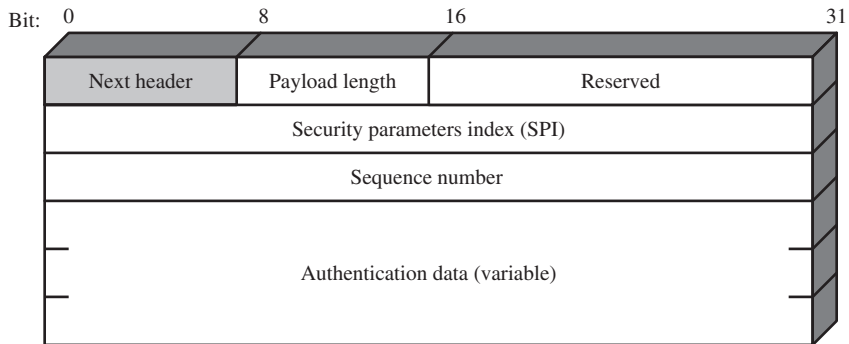 Bit: 0 8 16 31
Next header Payload length Reserved
Security parameters index (SPI)
Sequence number
Authentication data (variable)